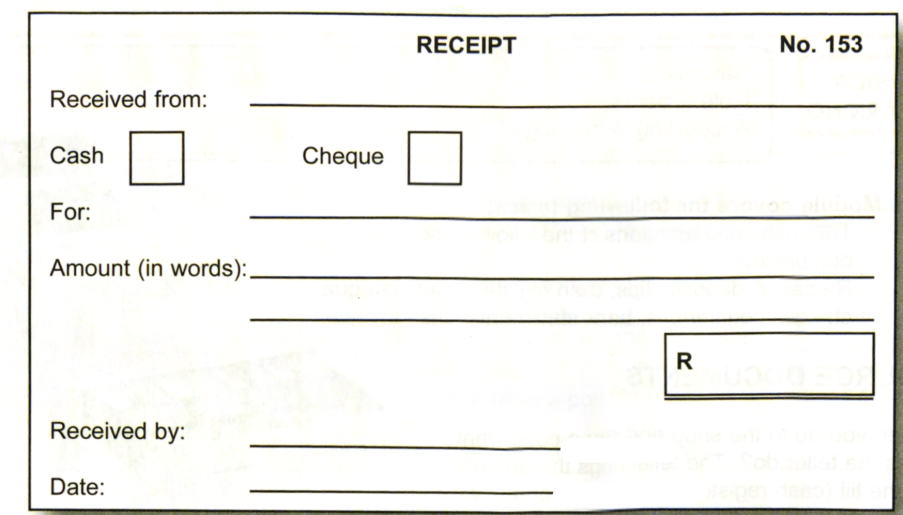 RECEIPT No. 153
Received from:
Cash Cheque
For:
Amount (in words):
R
Received by:
Date: